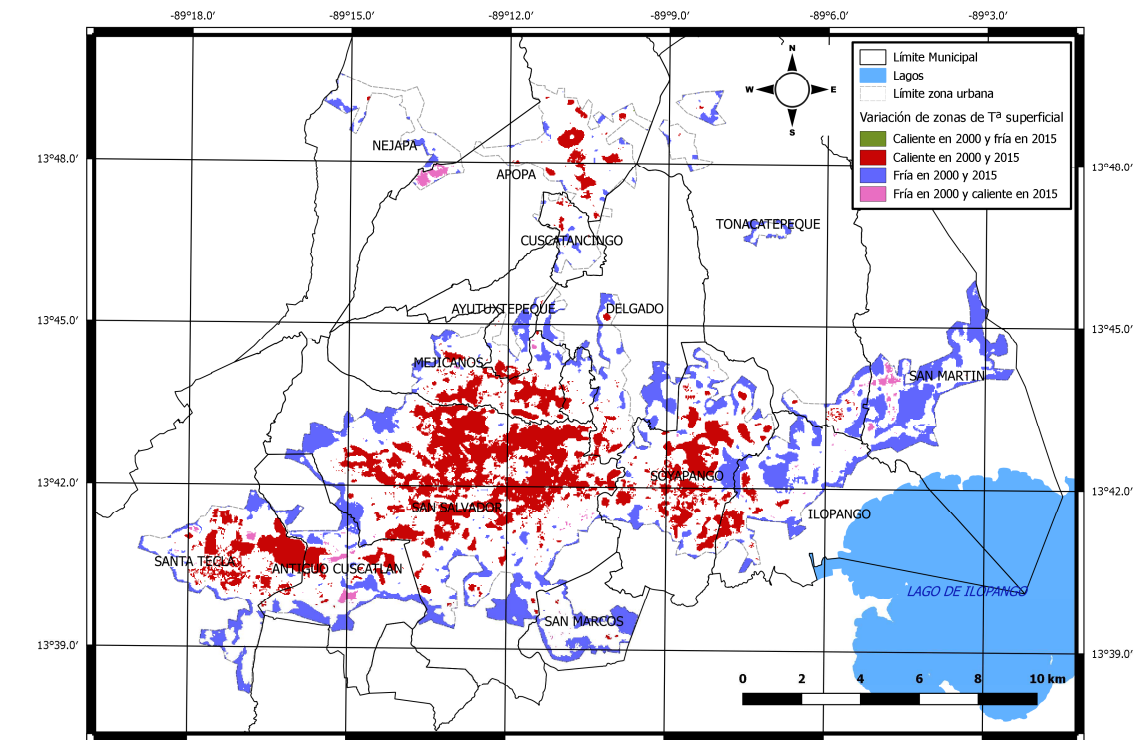 -89°18.0' -89°15.0' -89°12.0' -89°9.0' -89°6.0' -89°3.0'
N
W E
S
Límite Municipal
Lagos
Límite zona urbana
Variación de zonas de Tª superficial
Caliente en 2000 y fría en 2015
Caliente en 2000 y 2015
Fría en 2000 y 2015
Fría en 2000 y caliente en 2015
NEJAPA
13°48.0'
13°48.0'
APOPA
TONACATEPEQUE
CUSCATANCINGO
AYUTUXTEPEQUE
DELGADO
13°45.0'
13°45.0'
MEJICANOS
SAN MARTIN
SOYAPANGO
13°42.0'
13°42.0'
SAN SALVADOR
ILOPANGO
SANTA TECLA
ANTIGUO CUSCATLAN
LAGO DE ILOPANGO
SAN MARCOS
13°39.0'
13°39.0'
0 2 4 6 8 10 km